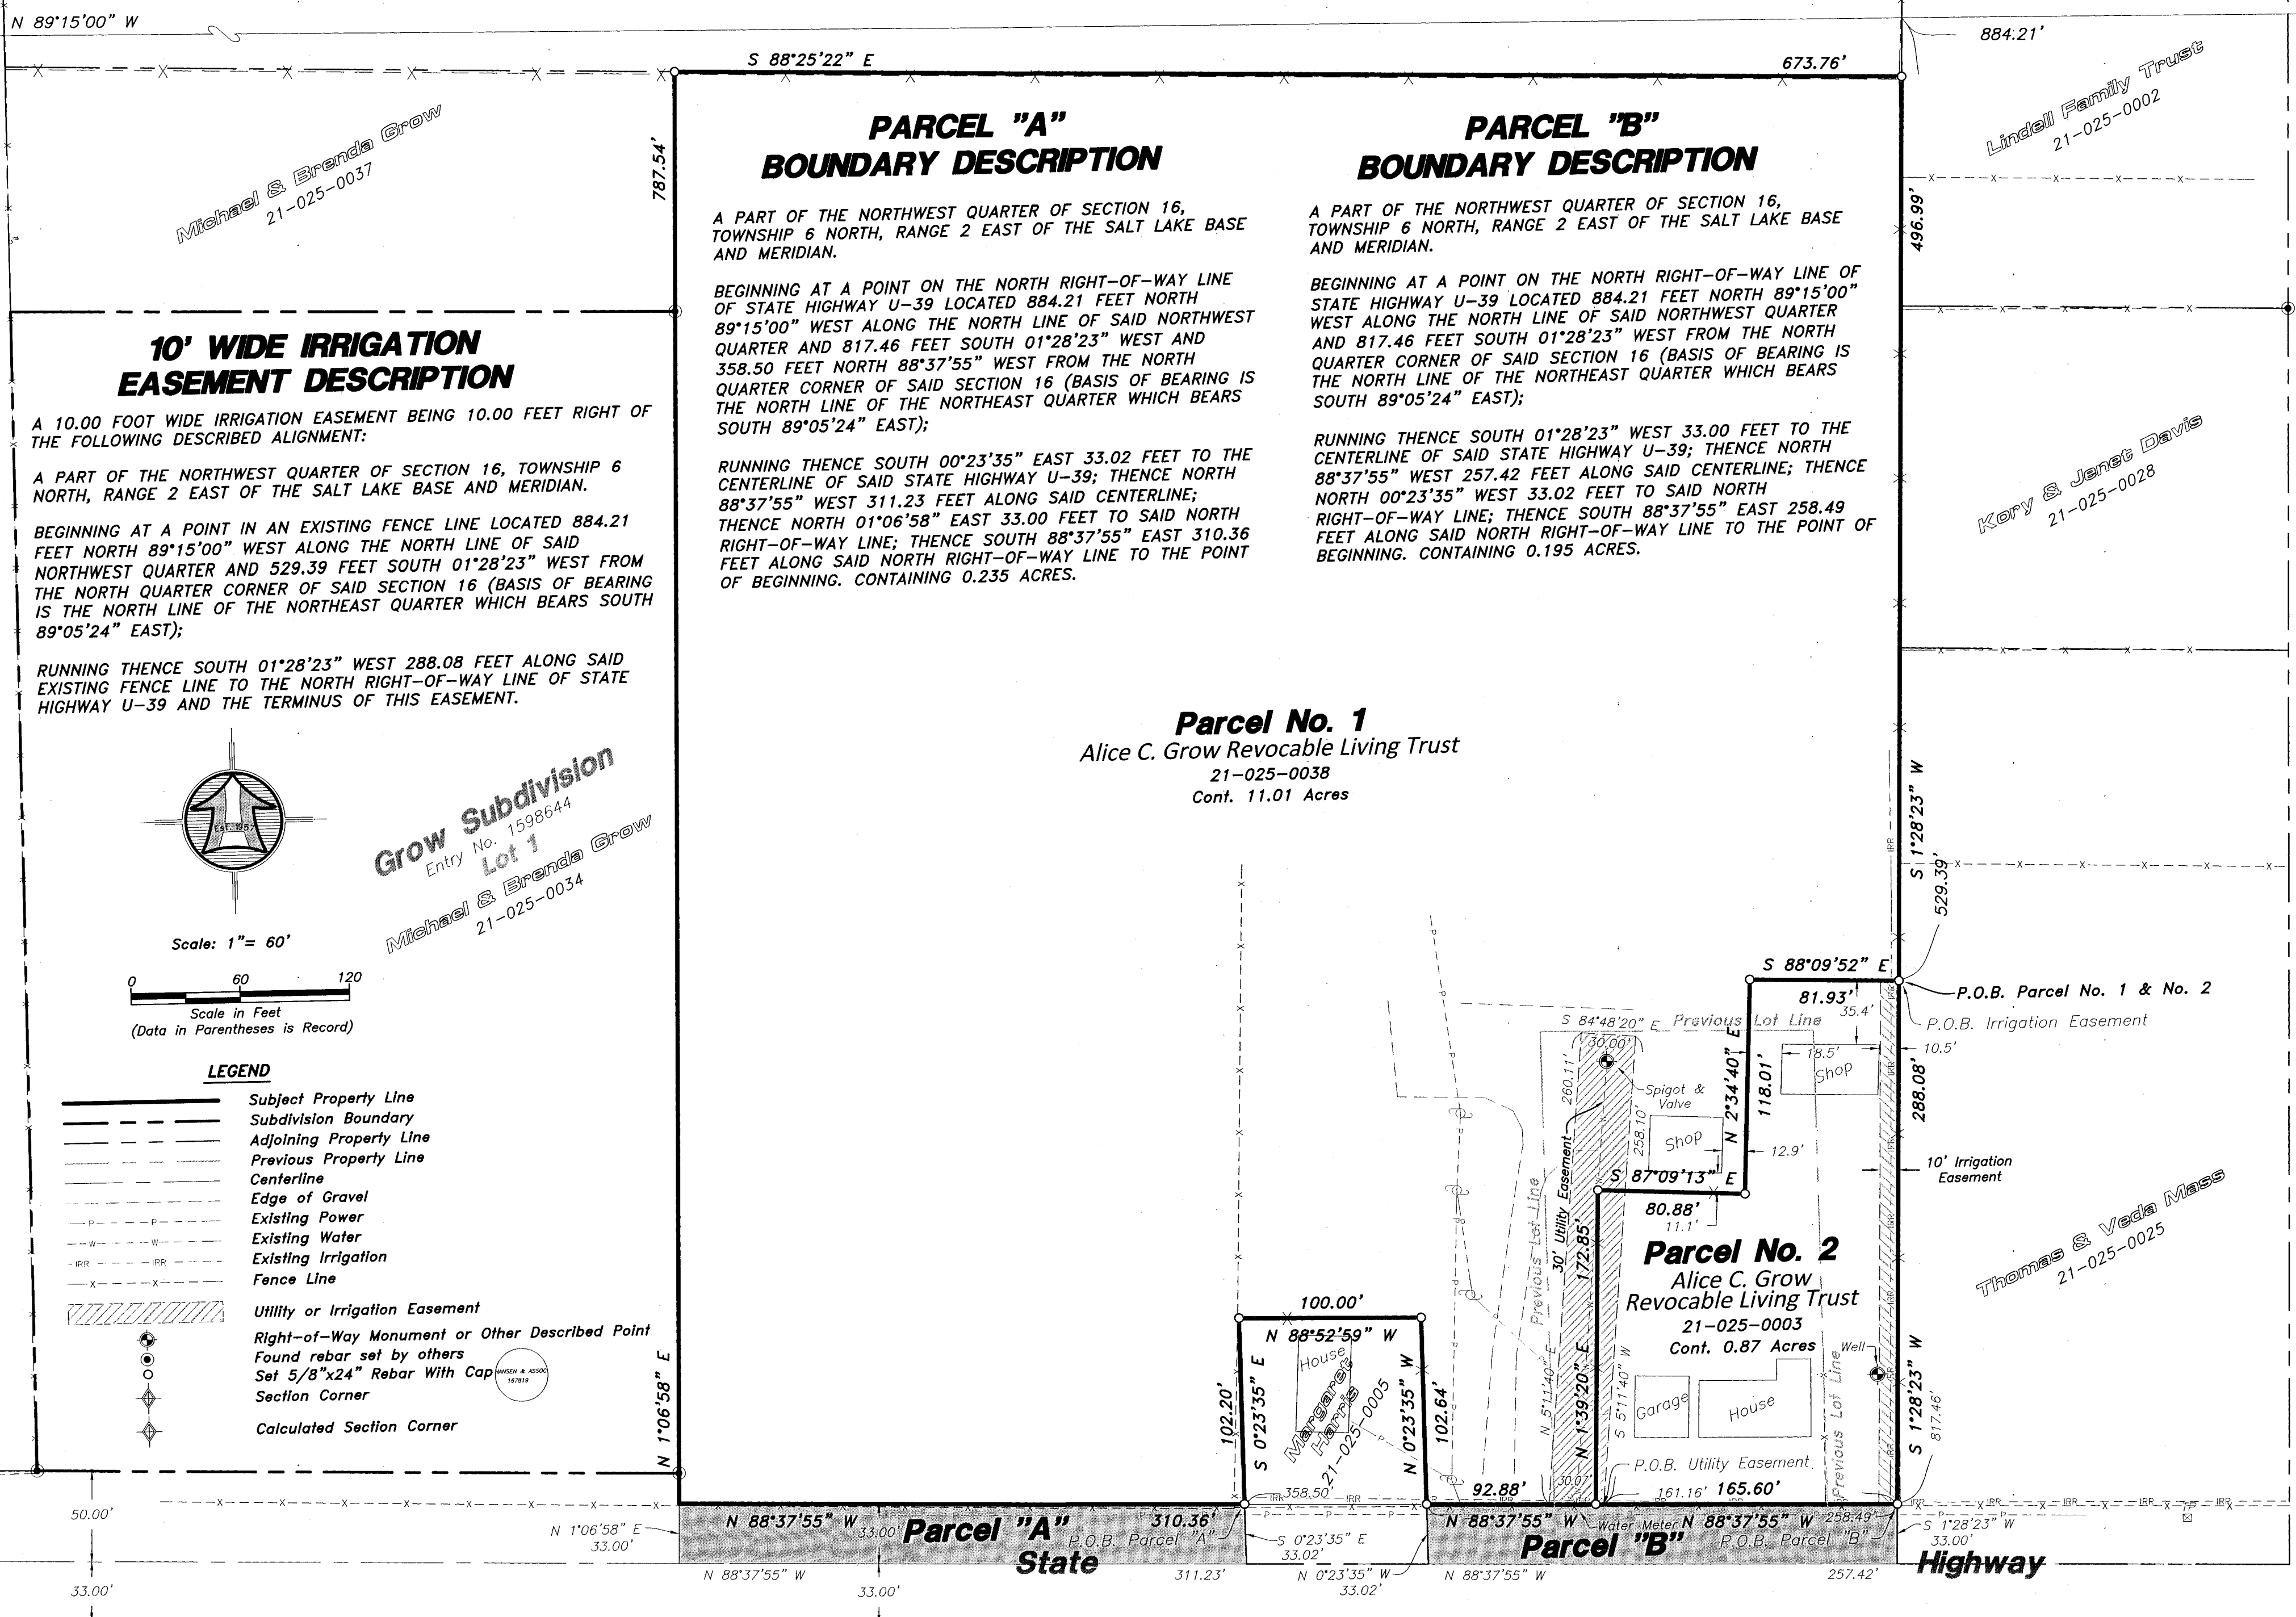 N 89°15'00" W
884.21'
S 88°25'22" E
673.76'
Michael & Brenda Grow
21-025-0037
787.54'
PARCEL "A"
BOUNDARY DESCRIPTION
A PART OF THE NORTHWEST QUARTER OF SECTION 16,
TOWNSHIP 6 NORTH, RANGE 2 EAST OF THE SALT LAKE BASE
AND MERIDIAN.
BEGINNING AT A POINT ON THE NORTH RIGHT-OF-WAY LINE
OF STATE HIGHWAY U-39 LOCATED 884.21 FEET NORTH
89°15'00" WEST ALONG THE NORTH LINE OF SAID NORTHWEST
QUARTER AND 817.46 FEET SOUTH 01°28'23" WEST AND
358.50 FEET NORTH 88°37'55" WEST FROM THE NORTH
QUARTER CORNER OF SAID SECTION 16 (BASIS OF BEARING IS
THE NORTH LINE OF THE NORTHEAST QUARTER WHICH BEARS
SOUTH 89°05'24" EAST);
RUNNING THENCE SOUTH 00°23'35" EAST 33.02 FEET TO THE
CENTERLINE OF SAID STATE HIGHWAY U-39; THENCE NORTH
88°37'55" WEST 311.23 FEET ALONG SAID CENTERLINE;
THENCE NORTH 01°06'58" EAST 33.00 FEET TO SAID NORTH
RIGHT-OF-WAY LINE; THENCE SOUTH 88°37'55" EAST 310.36
FEET ALONG SAID NORTH RIGHT-OF-WAY LINE TO THE POINT
OF BEGINNING. CONTAINING 0.235 ACRES.
PARCEL "B"
BOUNDARY DESCRIPTION
A PART OF THE NORTHWEST QUARTER OF SECTION 16,
TOWNSHIP 6 NORTH, RANGE 2 EAST OF THE SALT LAKE BASE
AND MERIDIAN.
BEGINNING AT A POINT ON THE NORTH RIGHT-OF-WAY LINE OF
STATE HIGHWAY U-39 LOCATED 884.21 FEET NORTH 89°15'00"
WEST ALONG THE NORTH LINE OF SAID NORTHWEST QUARTER
AND 817.46 FEET SOUTH 01°28'23" WEST FROM THE NORTH
QUARTER CORNER OF SAID SECTION 16 (BASIS OF BEARING IS
THE NORTH LINE OF THE NORTHEAST QUARTER WHICH BEARS
SOUTH 89°05'24" EAST);
RUNNING THENCE SOUTH 01°28'23" WEST 33.00 FEET TO THE
CENTERLINE OF SAID STATE HIGHWAY U-39; THENCE NORTH
88°37'55" WEST 257.42 FEET ALONG SAID CENTERLINE; THENCE
NORTH 00°23'35" WEST 33.02 FEET TO SAID NORTH
RIGHT-OF-WAY LINE; THENCE SOUTH 88°37'55" EAST 258.49
FEET ALONG SAID NORTH RIGHT-OF-WAY LINE TO THE POINT OF
BEGINNING. CONTAINING 0.195 ACRES.
496.99'
Lindell Family Trust
21-025-0002
Kory & Jenet Davis
21-025-0028
10' WIDE IRRIGATION
EASEMENT DESCRIPTION
A 10.00 FOOT WIDE IRRIGATION EASEMENT BEING 10.00 FEET RIGHT OF
THE FOLLOWING DESCRIBED ALIGNMENT:
A PART OF THE NORTHWEST QUARTER OF SECTION 16, TOWNSHIP 6
NORTH, RANGE 2 EAST OF THE SALT LAKE BASE AND MERIDIAN.
BEGINNING AT A POINT IN AN EXISTING FENCE LINE LOCATED 884.21
FEET NORTH 89°15'00" WEST ALONG THE NORTH LINE OF SAID
NORTHWEST QUARTER AND 529.39 FEET SOUTH 01°28'23" WEST FROM
THE NORTH QUARTER CORNER OF SAID SECTION 16 (BASIS OF BEARING
IS THE NORTH LINE OF THE NORTHEAST QUARTER WHICH BEARS SOUTH
89°05'24" EAST);
RUNNING THENCE SOUTH 01°28'23" WEST 288.08 FEET ALONG SAID
EXISTING FENCE LINE TO THE NORTH RIGHT-OF-WAY LINE OF STATE
HIGHWAY U-39 AND THE TERMINUS OF THIS EASEMENT.
Est. 1957
Scale: 1"= 60'
0 60 120
Scale in Feet
(Data in Parentheses is Record)
Grow Subdivision
Entry No. 1598644
Lot 1
Michael & Brenda Grow
21-025-0034
Parcel No. 1
Alice C. Grow Revocable Living Trust
21-025-0038
Cont. 11.01 Acres
S 1°28'23" W
529.39'
S 88°09'52" E
81.93'
35.4'
P.O.B. Parcel No. 1 & No. 2
P.O.B. Irrigation Easement
10.5'
288.08'
10' Irrigation
Easement
Thomas & Veda Mass
21-025-0025
LEGEND
Subject Property Line
Subdivision Boundary
Adjoining Property Line
Previous Property Line
Centerline
Edge of Gravel
P P Existing Power
W W Existing Water
IRR IRR Existing Irrigation
X X Fence Line
Utility or Irrigation Easement
Right-of-Way Monument or Other Described Point
Found rebar set by others
Set 5/8"x24" Rebar With Cap
HANSEN & ASSOC
167819
Section Corner
Calculated Section Corner
S 84°48'20" E
Previous Lot Line
30.00'
260.11'
258.10'
Spigot &
Valve
Shop
18.5'
Shop
N 2°34'40" E
118.01'
12.9'
S 87°09'13" E
80.88'
11.1'
30' Utility Easement
Previous Lot Line
172.85'
N 5°11'40" E
N 1°39'20" E
S 5°11'40" W
Parcel No. 2
Alice C. Grow
Revocable Living Trust
21-025-0003
Cont. 0.87 Acres
Well
Garage
House
Previous Lot Line
S 1°28'23" W
817.46'
P.O.B. Utility Easement
100.00'
N 88°52'59" W
House
Margaret
Harris
21-025-0005
102.20'
S 0°23'35" E
N 0°23'35" W
102.64'
N 1°06'58" E
358.50'
92.88'
30.07'
161.16'
165.60'
50.00'
33.00'
N 1°06'58" E
33.00'
N 88°37'55" W
33.00'
Parcel "A"
310.36'
P.O.B. Parcel "A"
State
N 88°37'55" W
33.00'
311.23'
S 0°23'35" E
33.02'
N 0°23'35" W
33.02'
N 88°37'55" W
Water Meter
N 88°37'55" W
258.49'
Parcel "B"
P.O.B. Parcel "B"
N 88°37'55" W
257.42'
S 1°28'23" W
33.00'
Highway